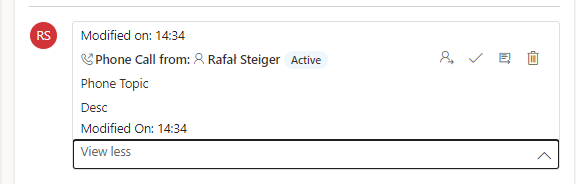 RS
Modified on: 14:34
Phone Call from: Rafał Steiger Active
Phone Topic
Desc
Modified On: 14:34
View less